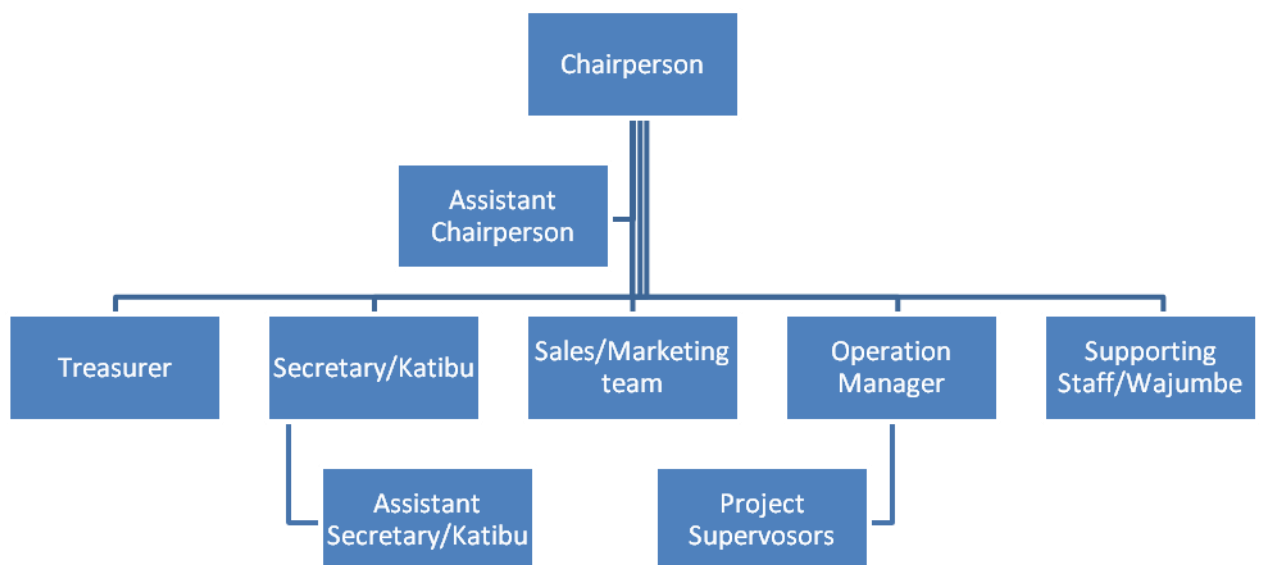 Chairperson
Assistant
Chairperson
Treasurer
Secretary/Katibu
Sales/Marketing
team
Operation
Manager
Supporting
Staff/Wajumbe
Assistant
Secretary/Katibu
Project
Supervosors